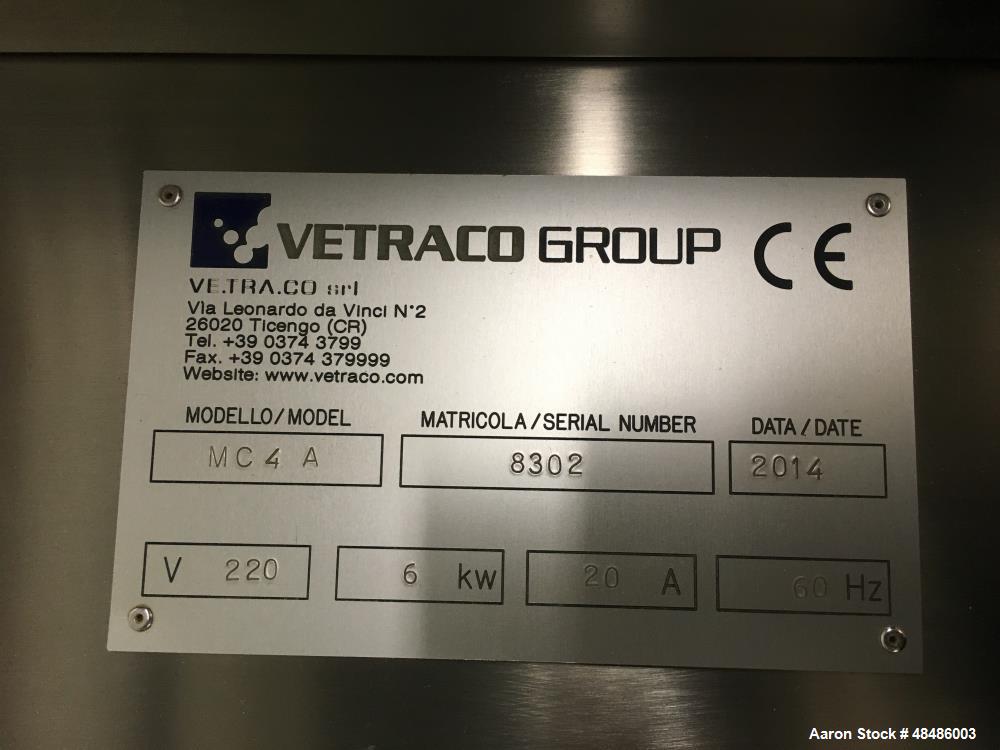 VETRACO GROUP CE
VE.TRA.CO srl
Via Leonardo da Vinci N°2
26020 Ticengo (CR)
Tel. +39 0374 3799
Fax. +39 0374 379999
Website: www.vetraco.com
MODELLO/MODEL MATRICOLA/SERIAL NUMBER DATA/DATE
MC4 A 8302 2014
V 220 6 kw 20 A 60 Hz
Aaron Stock # 48486003